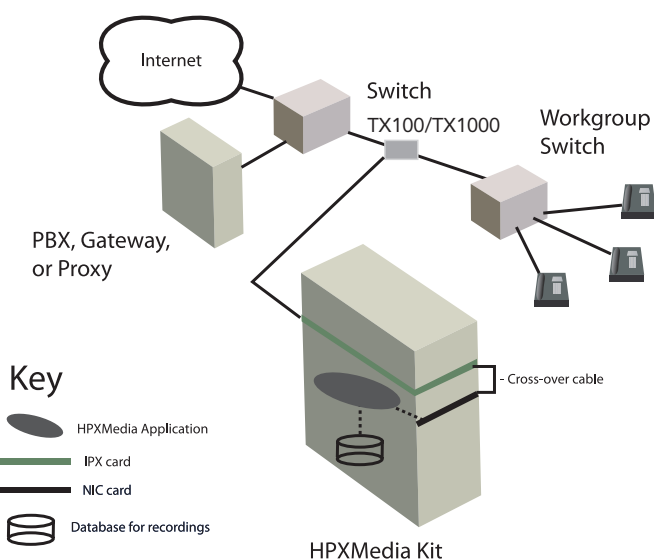 Internet
Switch
TX100/TX1000
Workgroup
Switch
PBX, Gateway,
or Proxy
Key
HPXMedia Application
IPX card
NIC card
Database for recordings
- Cross-over cable
HPXMedia Kit